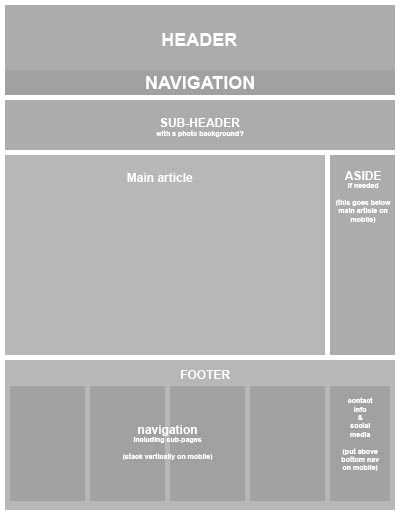 HEADER
NAVIGATION
SUB-HEADER
with a photo background?
Main article
ASIDE
if needed
(this goes below
main article on
mobile)
FOOTER
navigation
including sub-pages
(stack vertically on mobile)
contact
info
&
social
media
(put above
bottom nav
on mobile)